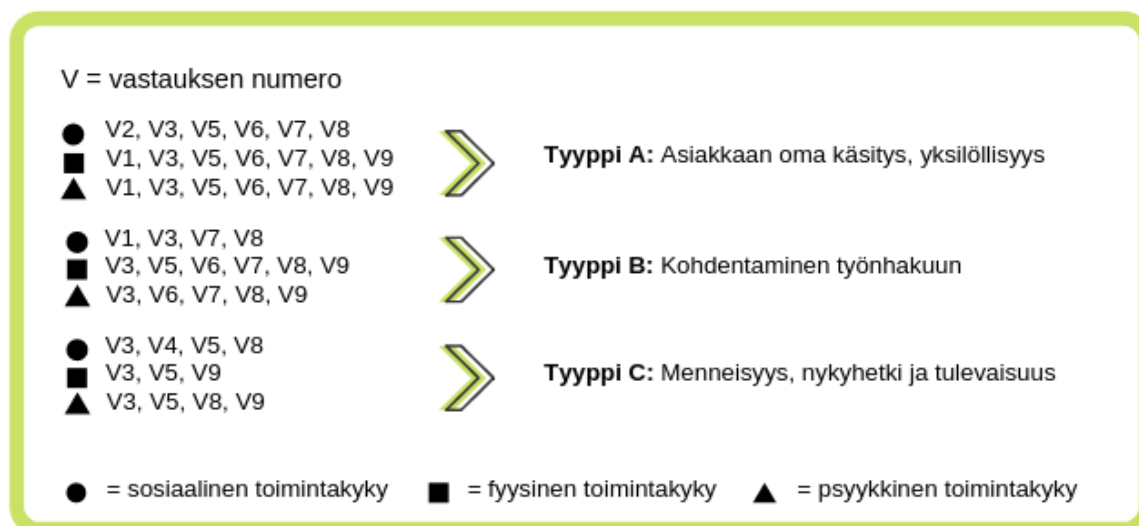 V = vastauksen numero
V2, V3, V5, V6, V7, V8
V1, V3, V5, V6, V7, V8, V9
V1, V3, V5, V6, V7, V8, V9
Tyyppi A: Asiakkaan oma käsitys, yksilöllisyys
V1, V3, V7, V8
V3, V5, V6, V7, V8, V9
V3, V6, V7, V8, V9
Tyyppi B: Kohdentaminen työnhakuun
V3, V4, V5, V8
V3, V5, V9
V3, V5, V8, V9
Tyyppi C: Menneisyys, nykyhetki ja tulevaisuus
= sosiaalinen toimintakyky = fyysinen toimintakyky = psyykkinen toimintakyky